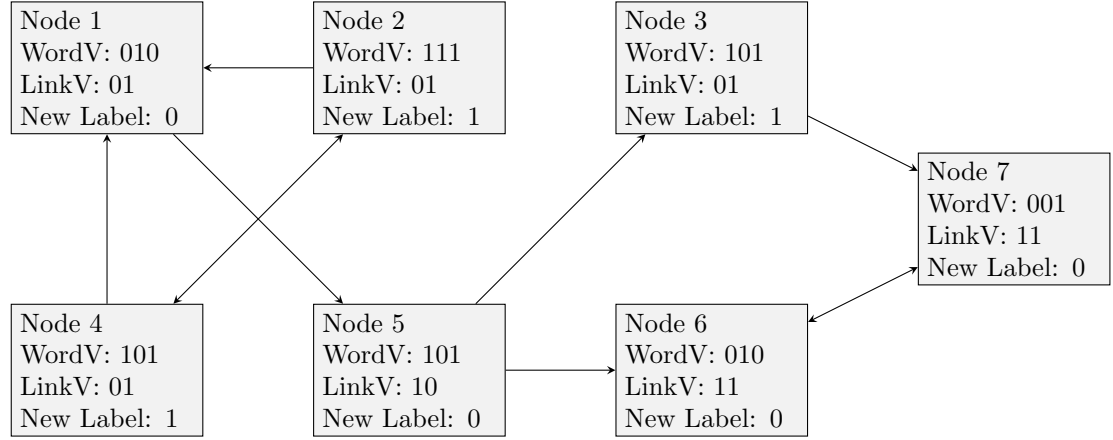 Node 1
WordV: 010
LinkV: 01
New Label: 0
Node 2
WordV: 111
LinkV: 01
New Label: 1
Node 3
WordV: 101
LinkV: 01
New Label: 1
Node 7
WordV: 001
LinkV: 11
New Label: 0
Node 4
WordV: 101
LinkV: 01
New Label: 1
Node 5
WordV: 101
LinkV: 10
New Label: 0
Node 6
WordV: 010
LinkV: 11
New Label: 0